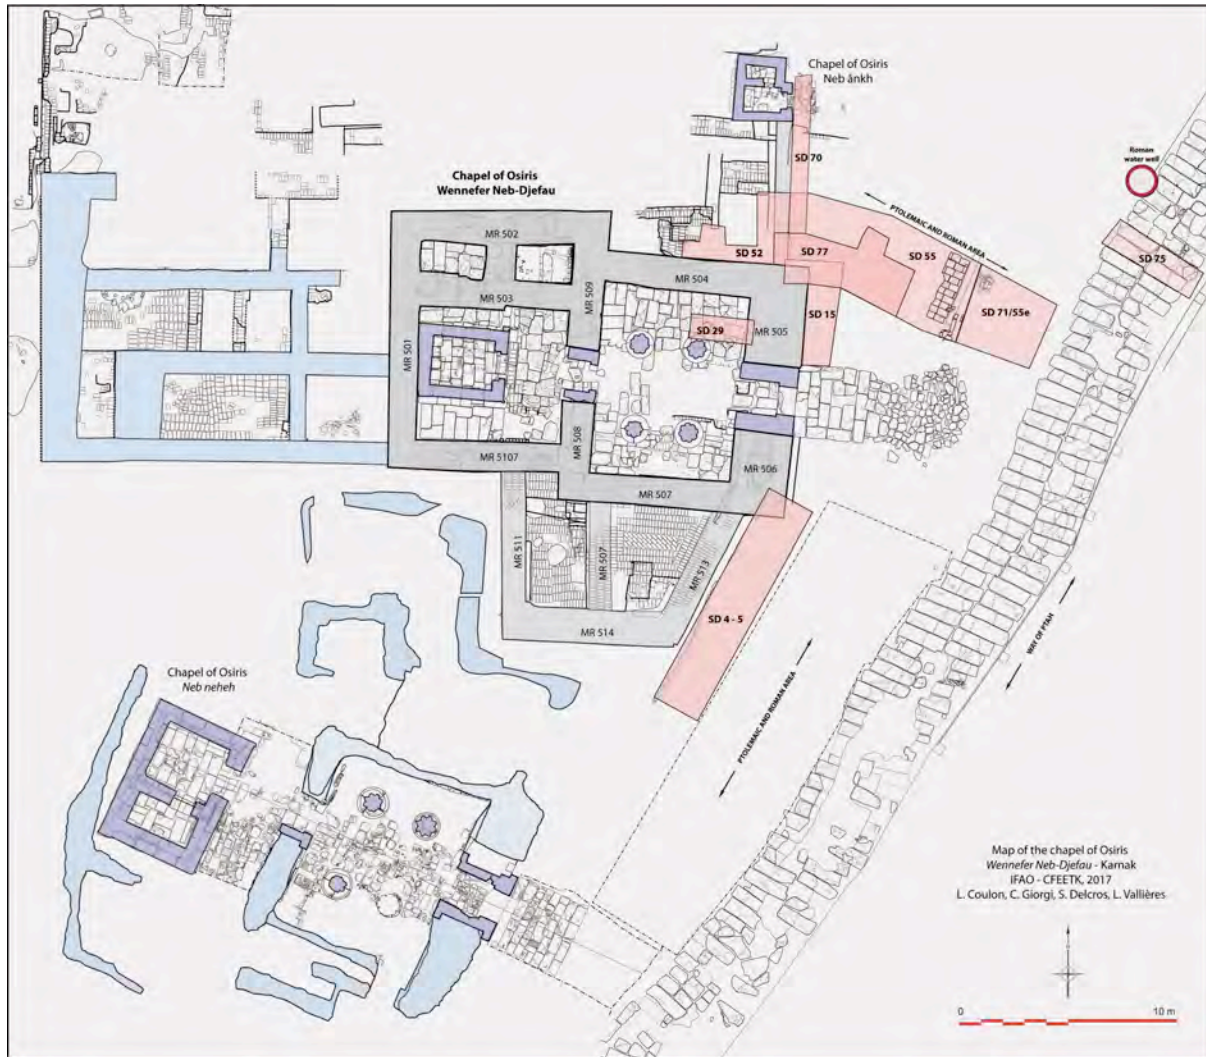 Chapel of Osiris
Neb ânkh
SD 70
Roman
water well
Chapel of Osiris
Wennefer Neb-Djefau
PTOLEMAIC AND ROMAN AREA
MR 502
SD 52
SD 77
SD 55
SD 75
MR 504
MR 503
MR 509
SD 29
MR 505
SD 15
SD 71/55e
MR 501
MR 508
MR 5107
MR 506
MR 507
MR 511
MR 507
MR 513
MR 514
SD 4 - 5
WAY OF PTAH
PTOLEMAIC AND ROMAN AREA
Chapel of Osiris
Neb neheh
Map of the chapel of Osiris
Wennefer Neb-Djefau - Karnak
IFAO - CFEETK, 2017
L. Coulon, C. Giorgi, S. Delcros, L. Vallières
0 10 m